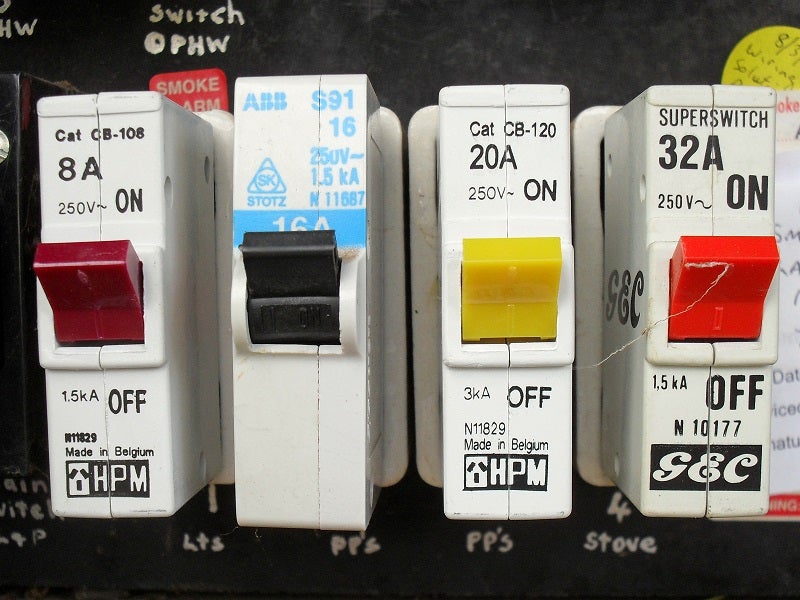 switch
OPHW
HW
SMOKE
ALARM
Cat CB-108
8A
250V~ ON
1.5kA OFF
N11829
Made in Belgium
HPM
Lts
ABB S91
16
250V~
1.5 kA
N 11687
SK
STOTZ
16A
ON
PP's
Cat CB-120
20A
250V~ ON
3kA OFF
N11829
Made in Belgium
HPM
PP's
SUPERSWITCH
32A
250V~ ON
GEC
1,5 kA OFF
N 10177
GEC
4
Stove